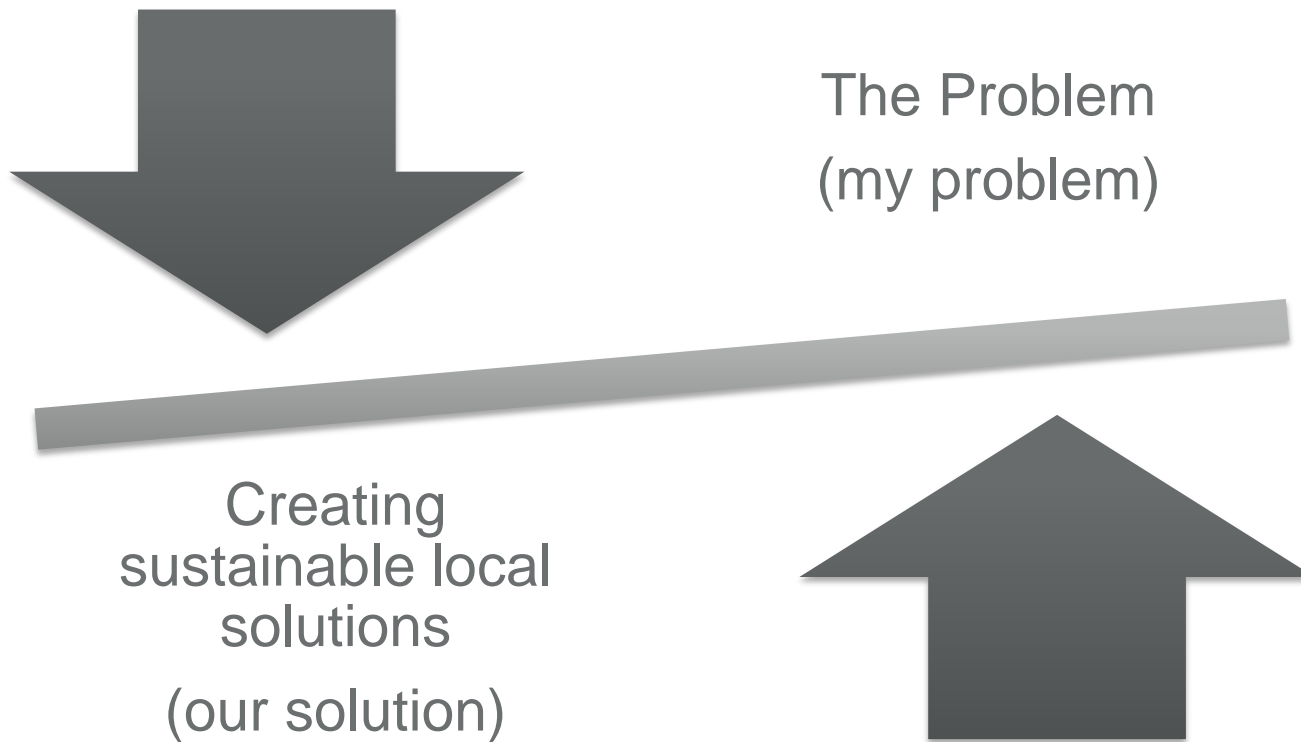 The Problem
(my problem)
Creating
sustainable local
solutions
(our solution)